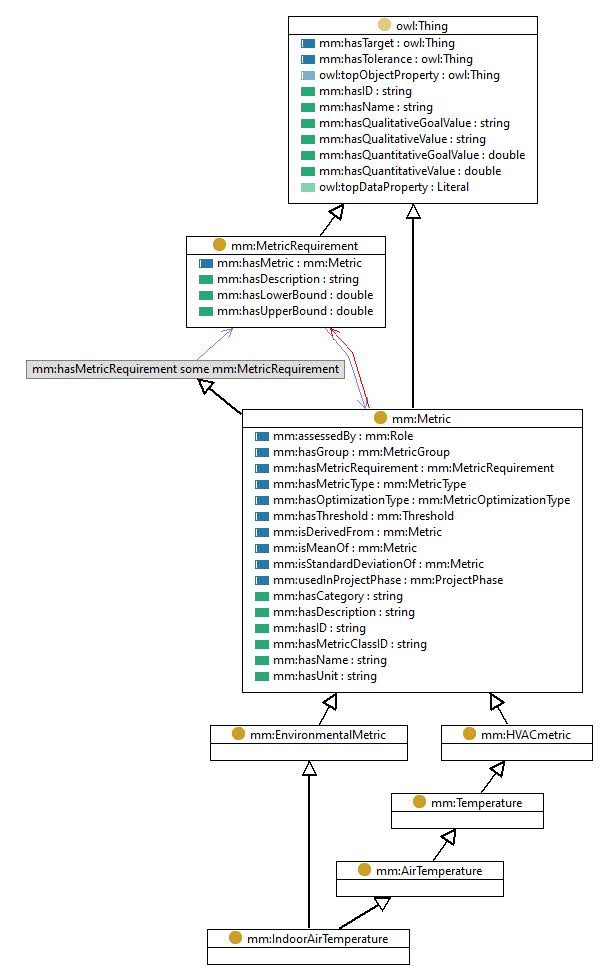 owl:Thing
mm:hasTarget : owl:Thing
mm:hasTolerance : owl:Thing
owl:topObjectProperty : owl:Thing
mm:hasID : string
mm:hasName : string
mm:hasQualitativeGoalValue : string
mm:hasQualitativeValue : string
mm:hasQuantitativeGoalValue : double
mm:hasQuantitativeValue : double
owl:topDataProperty : Literal
mm:MetricRequirement
mm:hasMetric : mm:Metric
mm:hasDescription : string
mm:hasLowerBound : double
mm:hasUpperBound : double
mm:hasMetricRequirement some mm:MetricRequirement
mm:Metric
mm:assessedBy : mm:Role
mm:hasGroup : mm:MetricGroup
mm:hasMetricRequirement : mm:MetricRequirement
mm:hasMetricType : mm:MetricType
mm:hasOptimizationType : mm:MetricOptimizationType
mm:hasThreshold : mm:Threshold
mm:isDerivedFrom : mm:Metric
mm:isMeanOf : mm:Metric
mm:isStandardDeviationOf : mm:Metric
mm:usedInProjectPhase : mm:ProjectPhase
mm:hasCategory : string
mm:hasDescription : string
mm:hasID : string
mm:hasMetricClassID : string
mm:hasName : string
mm:hasUnit : string
mm:EnvironmentalMetric
mm:HVACmetric
mm:Temperature
mm:AirTemperature
mm:IndoorAirTemperature